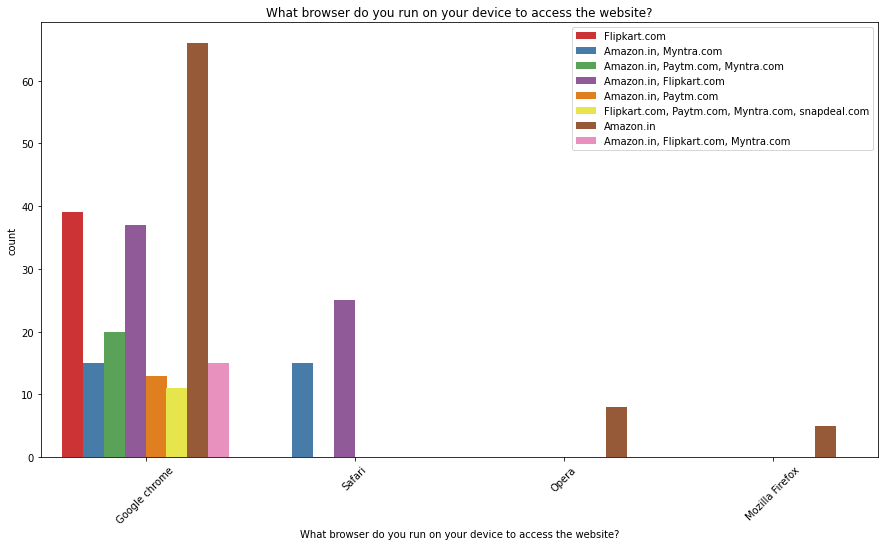 What browser do you run on your device to access the website?
Flipkart.com
Amazon.in, Myntra.com
Amazon.in, Paytm.com, Myntra.com
Amazon.in, Flipkart.com
Amazon.in, Paytm.com
Flipkart.com, Paytm.com, Myntra.com, snapdeal.com
Amazon.in
Amazon.in, Flipkart.com, Myntra.com
count
60
50
40
30
20
10
0
Google chrome
Safari
Opera
Mozilla Firefox
What browser do you run on your device to access the website?